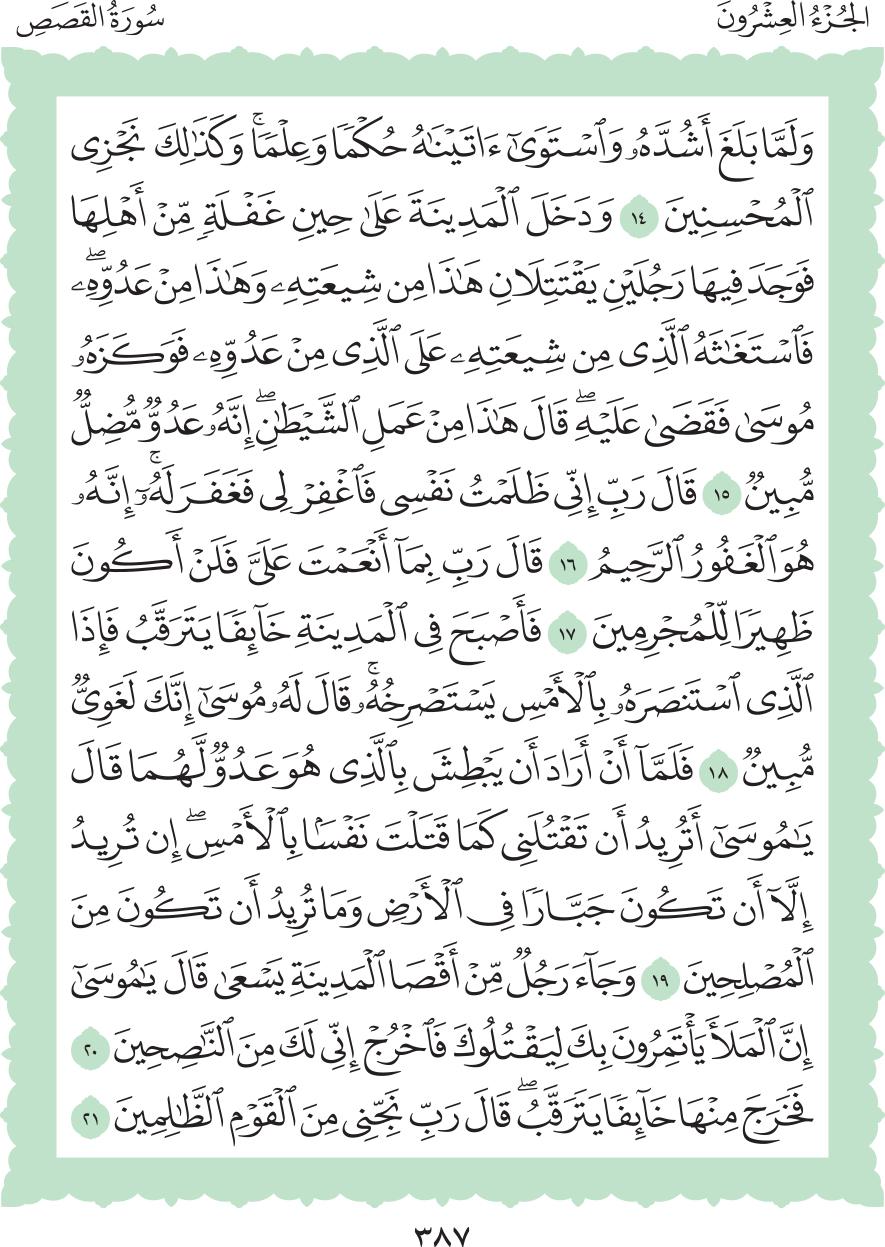 الجُزْءُ العِشْرُونَ
سُورَةُ القَصَصِ
وَلَمَّا بَلَغَ أَشُدَّهُۥ وَٱسْتَوَىٰٓ ءَاتَيْنَٰهُ حُكْمًا وَعِلْمًاۚ وَكَذَٰلِكَ نَجْزِى
ٱلْمُحْسِنِينَ ١٤ وَدَخَلَ ٱلْمَدِينَةَ عَلَىٰ حِينِ غَفْلَةٍ مِّنْ أَهْلِهَا
فَوَجَدَ فِيهَا رَجُلَيْنِ يَقْتَتِلَانِ هَٰذَا مِن شِيعَتِهِۦ وَهَٰذَا مِنْ عَدُوِّهِۦۖ
فَٱسْتَغَٰثَهُ ٱلَّذِى مِن شِيعَتِهِۦ عَلَى ٱلَّذِى مِنْ عَدُوِّهِۦ فَوَكَزَهُۥ
مُوسَىٰ فَقَضَىٰ عَلَيْهِۖ قَالَ هَٰذَا مِنْ عَمَلِ ٱلشَّيْطَٰنِۖ إِنَّهُۥ عَدُوٌّ مُّضِلٌّ
مُّبِينٌ ١٥ قَالَ رَبِّ إِنِّى ظَلَمْتُ نَفْسِى فَٱغْفِرْ لِى فَغَفَرَ لَهُۥٓۚ إِنَّهُۥ
هُوَ ٱلْغَفُورُ ٱلرَّحِيمُ ١٦ قَالَ رَبِّ بِمَآ أَنْعَمْتَ عَلَىَّ فَلَنْ أَكُونَ
ظَهِيرًا لِّلْمُجْرِمِينَ ١٧ فَأَصْبَحَ فِى ٱلْمَدِينَةِ خَآئِفًا يَتَرَقَّبُ فَإِذَا
ٱلَّذِى ٱسْتَنصَرَهُۥ بِٱلْأَمْسِ يَسْتَصْرِخُهُۥۚ قَالَ لَهُۥ مُوسَىٰٓ إِنَّكَ لَغَوِىٌّ
مُّبِينٌ ١٨ فَلَمَّآ أَنْ أَرَادَ أَن يَبْطِشَ بِٱلَّذِى هُوَ عَدُوٌّ لَّهُمَا قَالَ
يَٰمُوسَىٰٓ أَتُرِيدُ أَن تَقْتُلَنِى كَمَا قَتَلْتَ نَفْسًۢا بِٱلْأَمْسِۖ إِن تُرِيدُ
إِلَّآ أَن تَكُونَ جَبَّارًا فِى ٱلْأَرْضِ وَمَا تُرِيدُ أَن تَكُونَ مِنَ
ٱلْمُصْلِحِينَ ١٩ وَجَآءَ رَجُلٌ مِّنْ أَقْصَا ٱلْمَدِينَةِ يَسْعَىٰ قَالَ يَٰمُوسَىٰٓ
إِنَّ ٱلْمَلَأَ يَأْتَمِرُونَ بِكَ لِيَقْتُلُوكَ فَٱخْرُجْ إِنِّى لَكَ مِنَ ٱلنَّٰصِحِينَ ٢٠
فَخَرَجَ مِنْهَا خَآئِفًا يَتَرَقَّبُۖ قَالَ رَبِّ نَجِّنِى مِنَ ٱلْقَوْمِ ٱلظَّٰلِمِينَ ٢١
٣٨٧